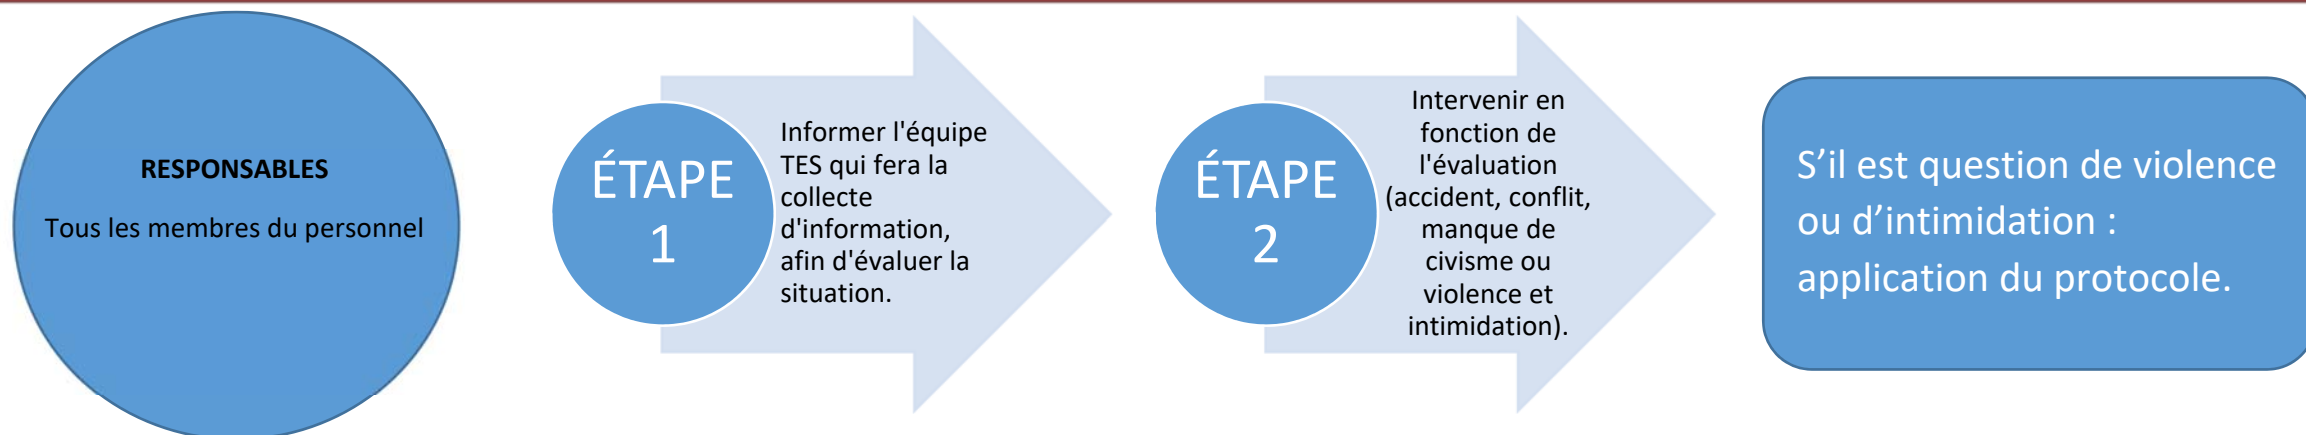 RESPONSABLES
Tous les membres du personnel
ÉTAPE
1
Informer l'équipe
TES qui fera la
collecte
d'information,
afin d'évaluer la
situation.
ÉTAPE
2
Intervenir en
fonction de
l'évaluation
(accident, conflit,
manque de
civisme ou
violence et
intimidation).
S’il est question de violence
ou d’intimidation :
application du protocole.